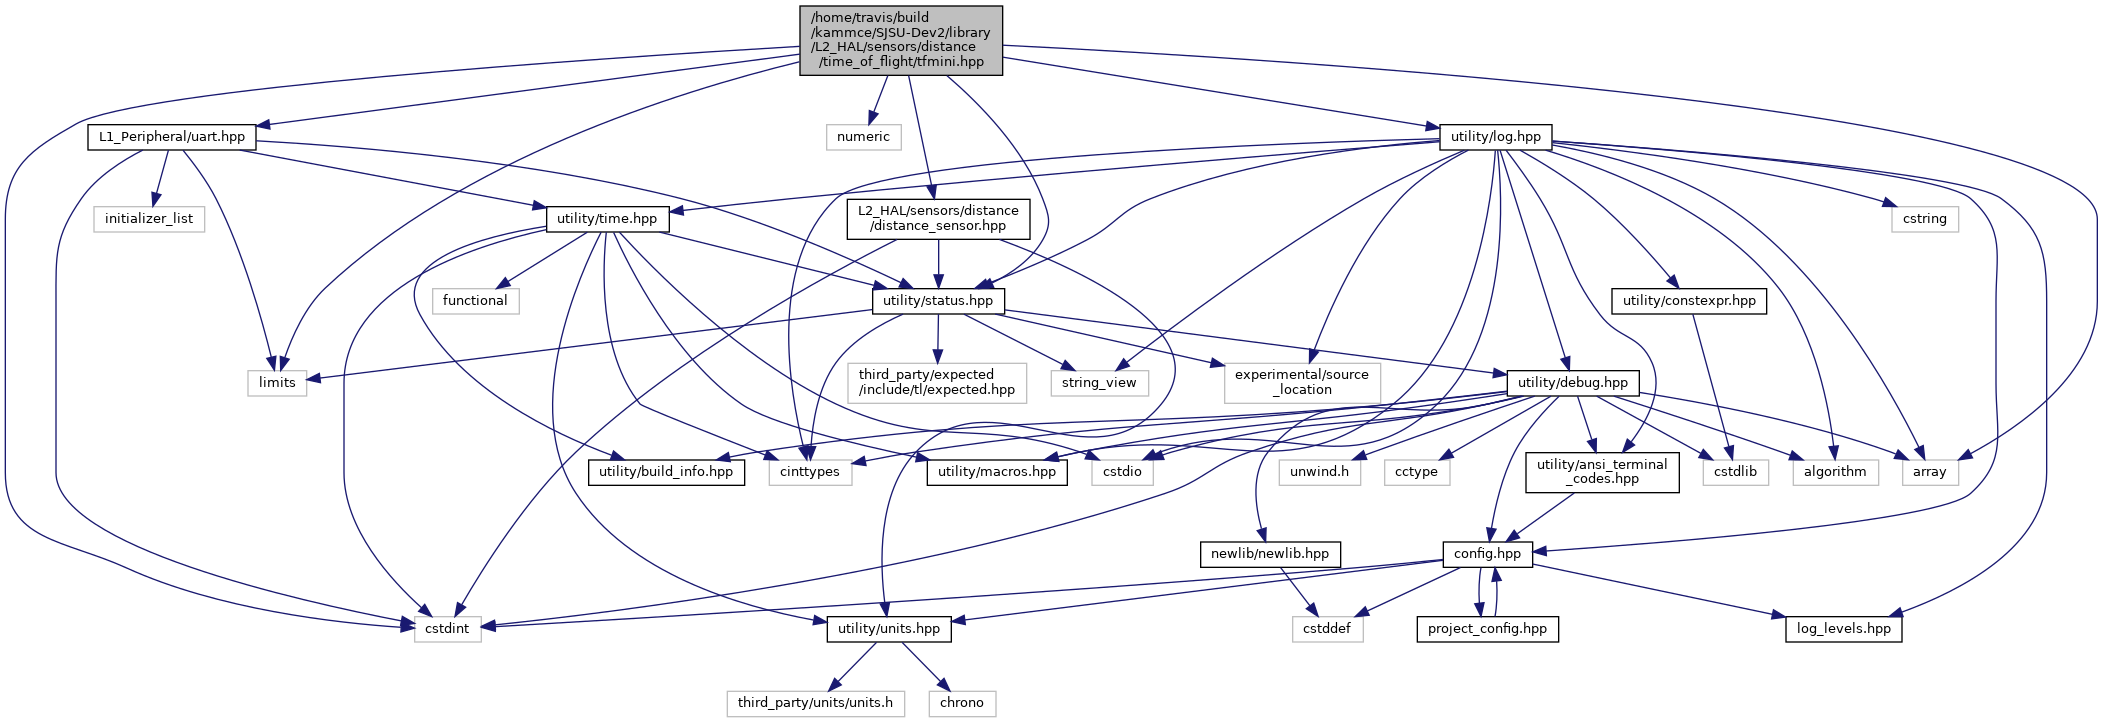 /home/travis/build
/kammce/SJSU-Dev2/library
/L2_HAL/sensors/distance
/time_of_flight/tfmini.hpp
L1_Peripheral/uart.hpp
numeric
utility/log.hpp
initializer_list
utility/time.hpp
L2_HAL/sensors/distance
/distance_sensor.hpp
cstring
functional
utility/status.hpp
utility/constexpr.hpp
limits
third_party/expected
/include/tl/expected.hpp
string_view
experimental/source
_location
utility/debug.hpp
utility/build_info.hpp
cinttypes
utility/macros.hpp
cstdio
unwind.h
cctype
utility/ansi_terminal
_codes.hpp
cstdlib
algorithm
array
newlib/newlib.hpp
config.hpp
cstdint
utility/units.hpp
cstddef
project_config.hpp
log_levels.hpp
third_party/units/units.h
chrono